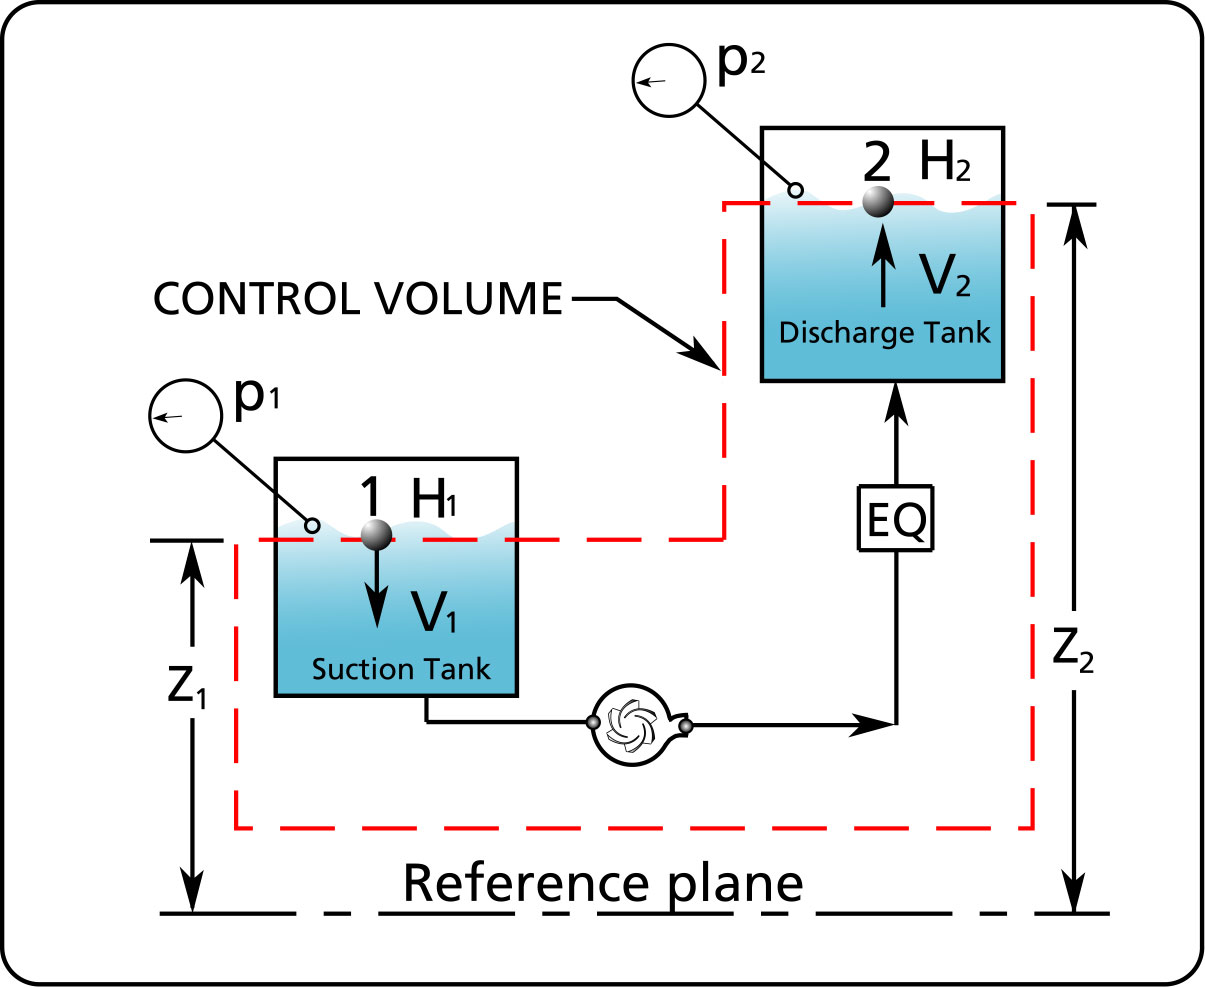 p2
2 H2
V2
Discharge Tank
CONTROL VOLUME
p1
1 H1
EQ
V1
Z2
Suction Tank
Z1
Reference plane